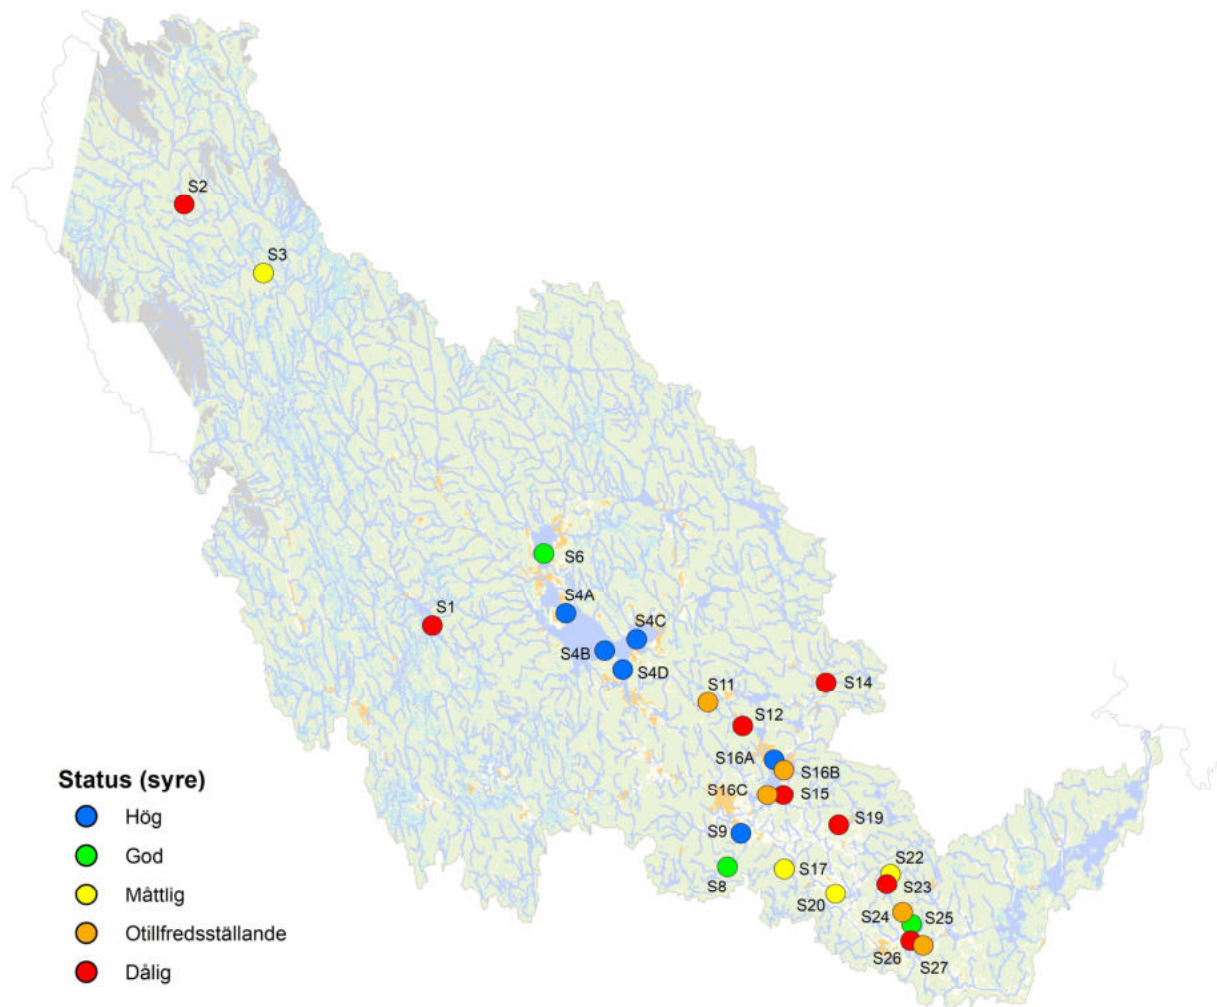 S2
S3
S6
S4A
S1
S4C
S4B
S4D
S14
S11
S12
S16A
S16B
S16C
S15
S19
S9
S22
S17
S8
S23
S20
S24
S25
S26
S27
Status (syre)
Hög
God
Måttlig
Otillfredsställande
Dålig